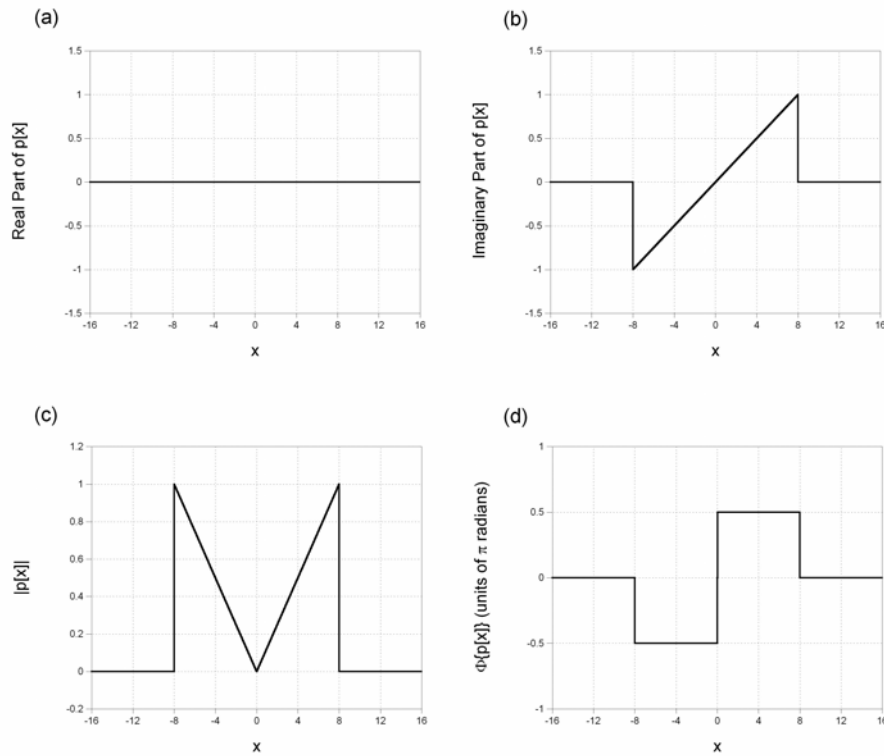 (a)
Real Part of p[x]
1.5
1
0.5
0
-0.5
-1
-1.5
-16 -12 -8 -4 0 4 8 12 16
x
(b)
Imaginary Part of p[x]
1.5
1
0.5
0
-0.5
-1
-1.5
-16 -12 -8 -4 0 4 8 12 16
x
(c)
|p[x]|
1.2
1
0.8
0.6
0.4
0.2
0
-0.2
-16 -12 -8 -4 0 4 8 12 16
x
(d)
Φ{p[x]} (units of π radians)
1
0.5
0
-0.5
-1
-16 -12 -8 -4 0 4 8 12 16
x